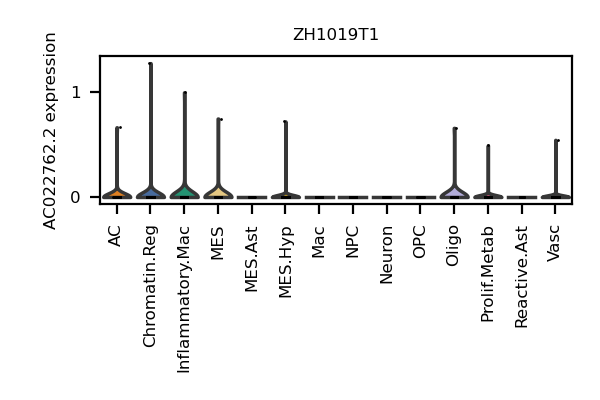 ZH1019T1
AC022762.2 expression
1
0
AC
Chromatin.Reg
Inflammatory.Mac
MES
MES.Ast
MES.Hyp
Mac
NPC
Neuron
OPC
Oligo
Prolif.Metab
Reactive.Ast
Vasc